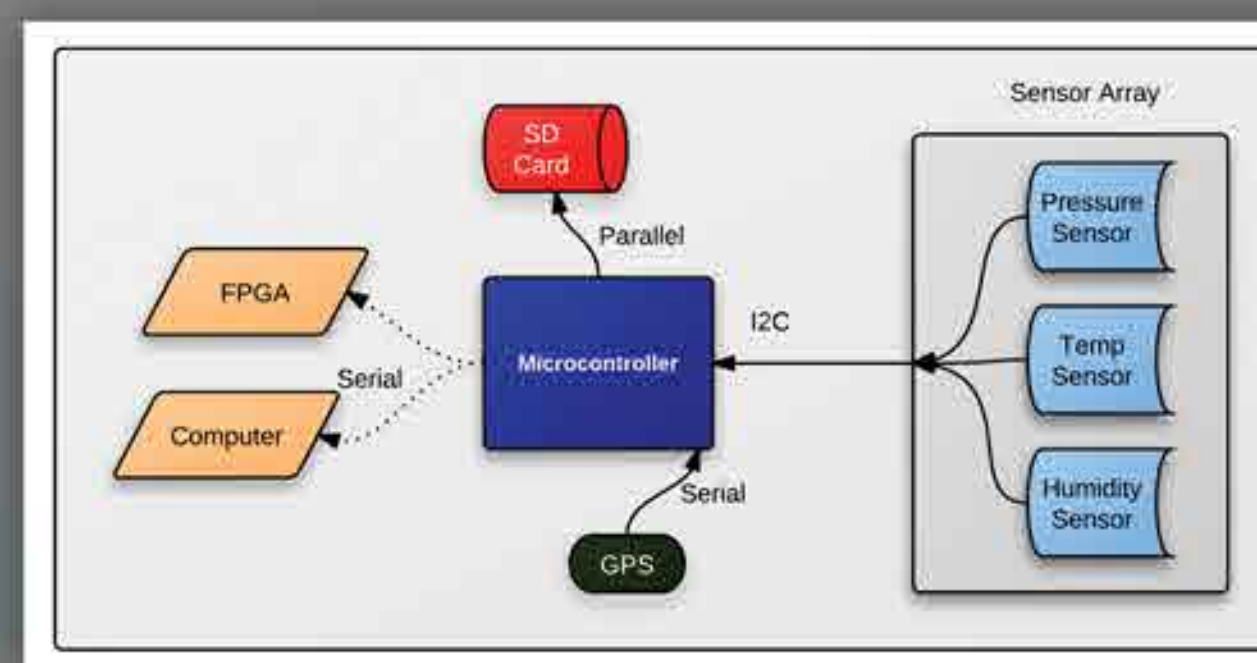 Sensor Array
SD
Card
Pressure
Sensor
Parallel
FPGA
I2C
Temp
Sensor
Microcontroller
Serial
Computer
Humidity
Sensor
Serial
GPS